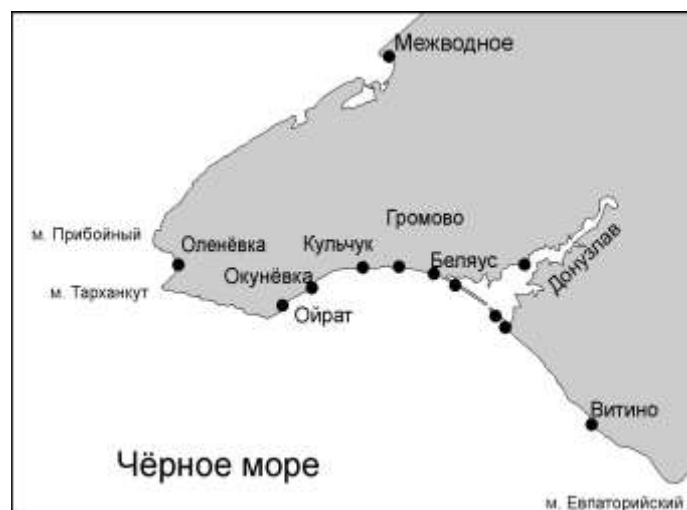 Межводное
Громово
м. Прибойный
Оленёвка
Кульчук
Беляус
Донузлав
Окунёвка
м. Тарханкут
Ойрат
Витино
Чёрное море
м. Евпаторийский